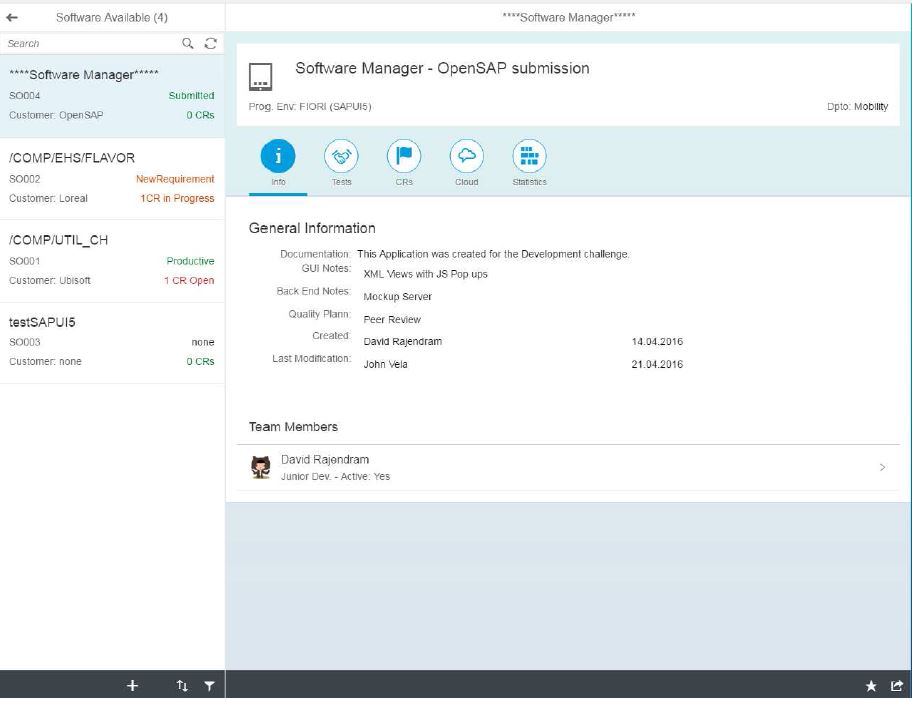 Software Available (4)
Search
****Software Manager*****
SO004 Submitted
Customer: OpenSAP 0 CRs
/COMP/EHS/FLAVOR
SO002 NewRequirement
Customer: Loreal 1CR in Progress
/COMP/UTIL_CH
SO001 Productive
Customer: Ubisoft 1 CR Open
testSAPUI5
SO003 none
Customer: none 0 CRs
****Software Manager*****
Software Manager - OpenSAP submission
Prog. Env: FIORI (SAPUI5) Dpto: Mobility
Info Tests CRs Cloud Statistics
General Information
Documentation: This Application was created for the Development challenge.
GUI Notes: XML Views with JS Pop ups
Back End Notes: Mockup Server
Quality Plann: Peer Review
Created: David Rajendram 14.04.2016
Last Modification: John Vela 21.04.2016
Team Members
David Rajendram
Junior Dev. - Active: Yes